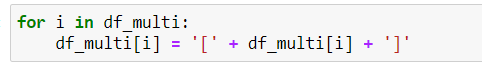 for i in df_multi:
    df_multi[i] = '[' + df_multi[i] + ']'